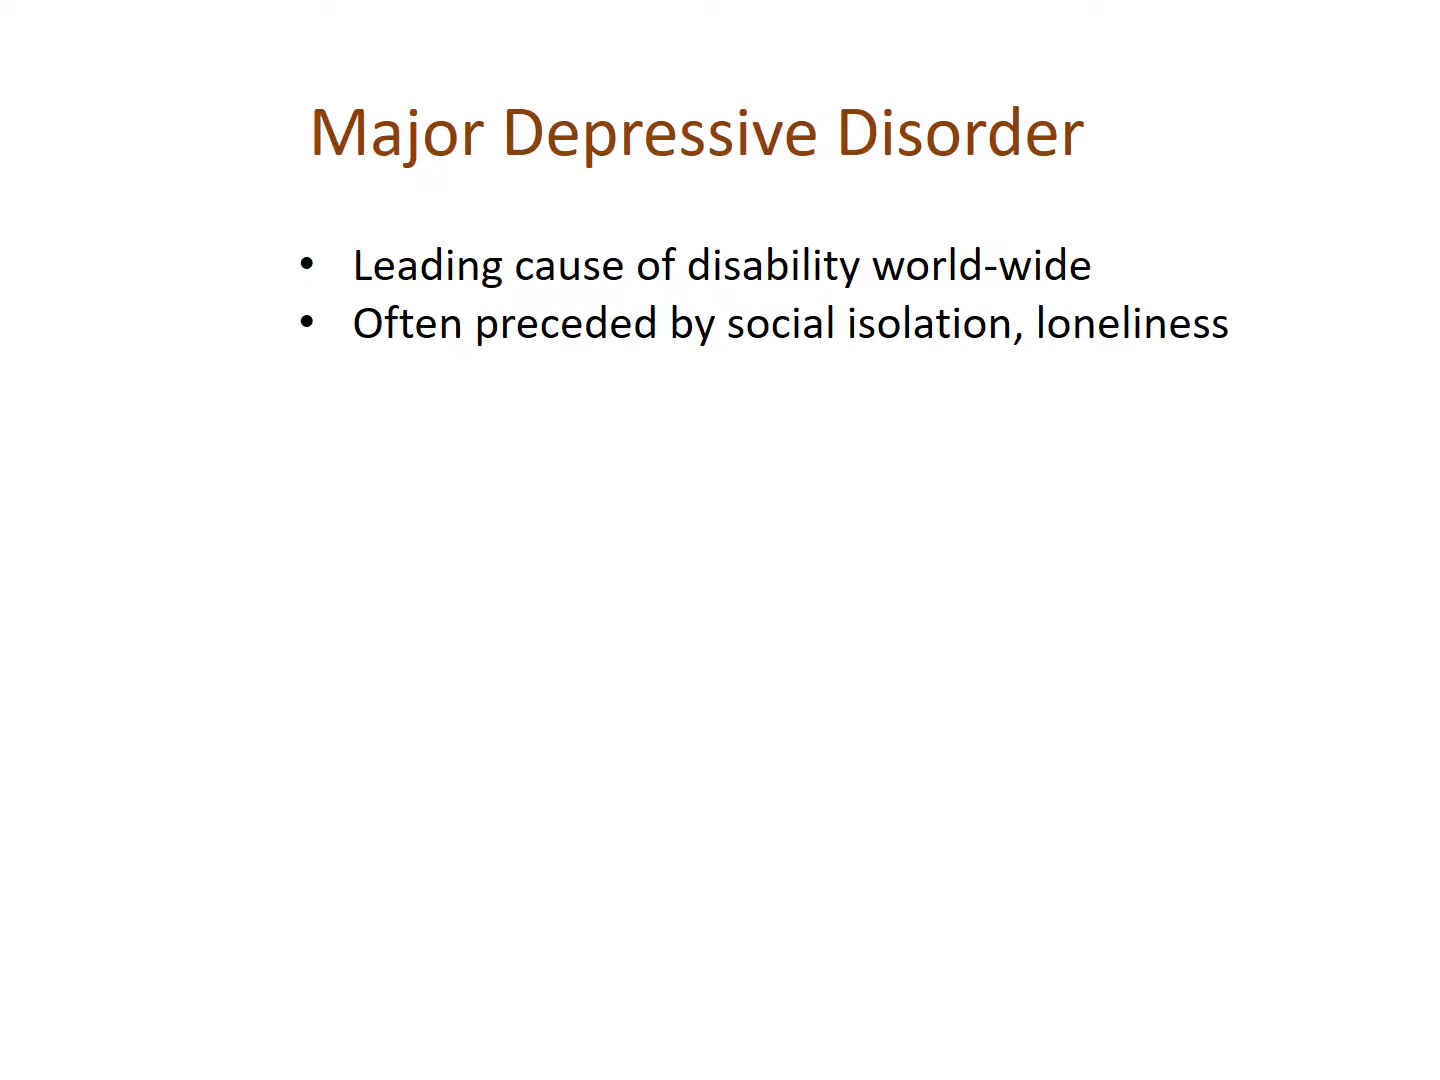 Major Depressive Disorder
• Leading cause of disability world-wide
• Often preceded by social isolation, loneliness